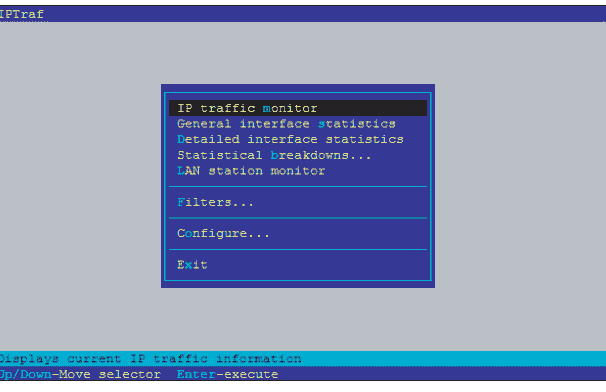 IPTraf
IP traffic monitor
General interface statistics
Detailed interface statistics
Statistical breakdowns...
LAN station monitor
Filters...
Configure...
Exit
Displays current IP traffic information
Up/Down-Move selector  Enter-execute